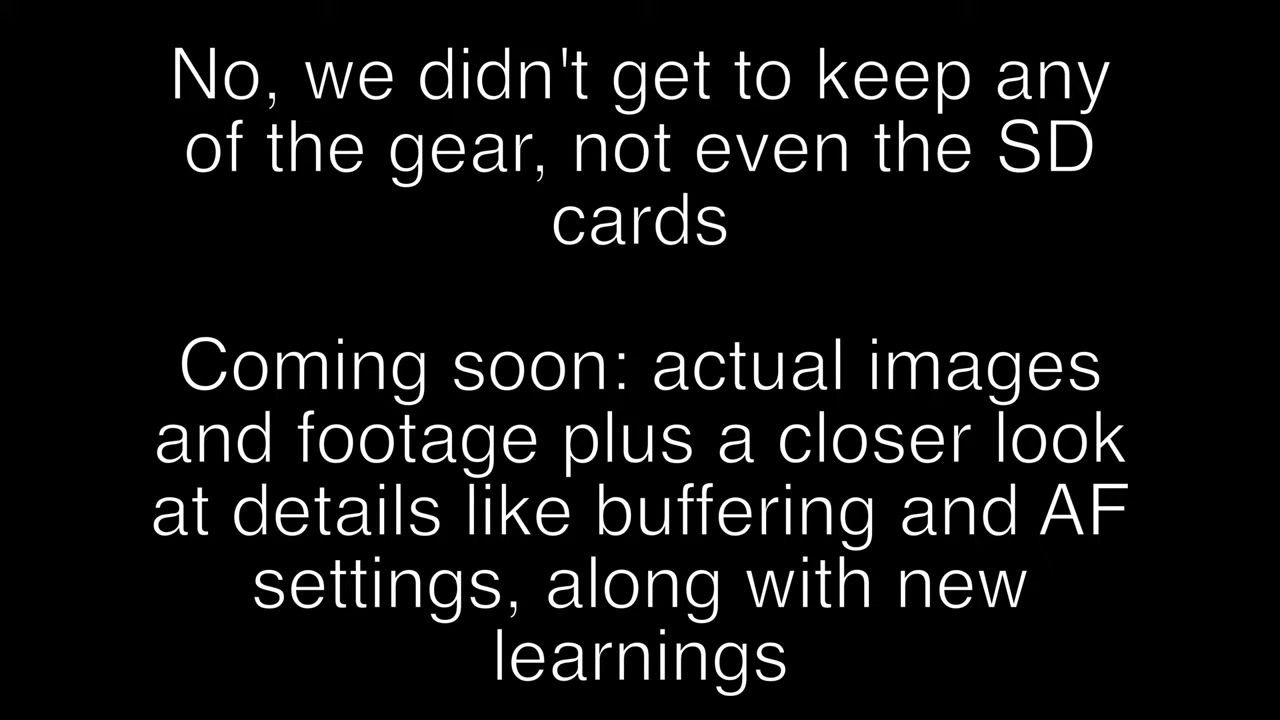 No, we didn't get to keep any
of the gear, not even the SD
cards
Coming soon: actual images
and footage plus a closer look
at details like buffering and AF
settings, along with new
learnings